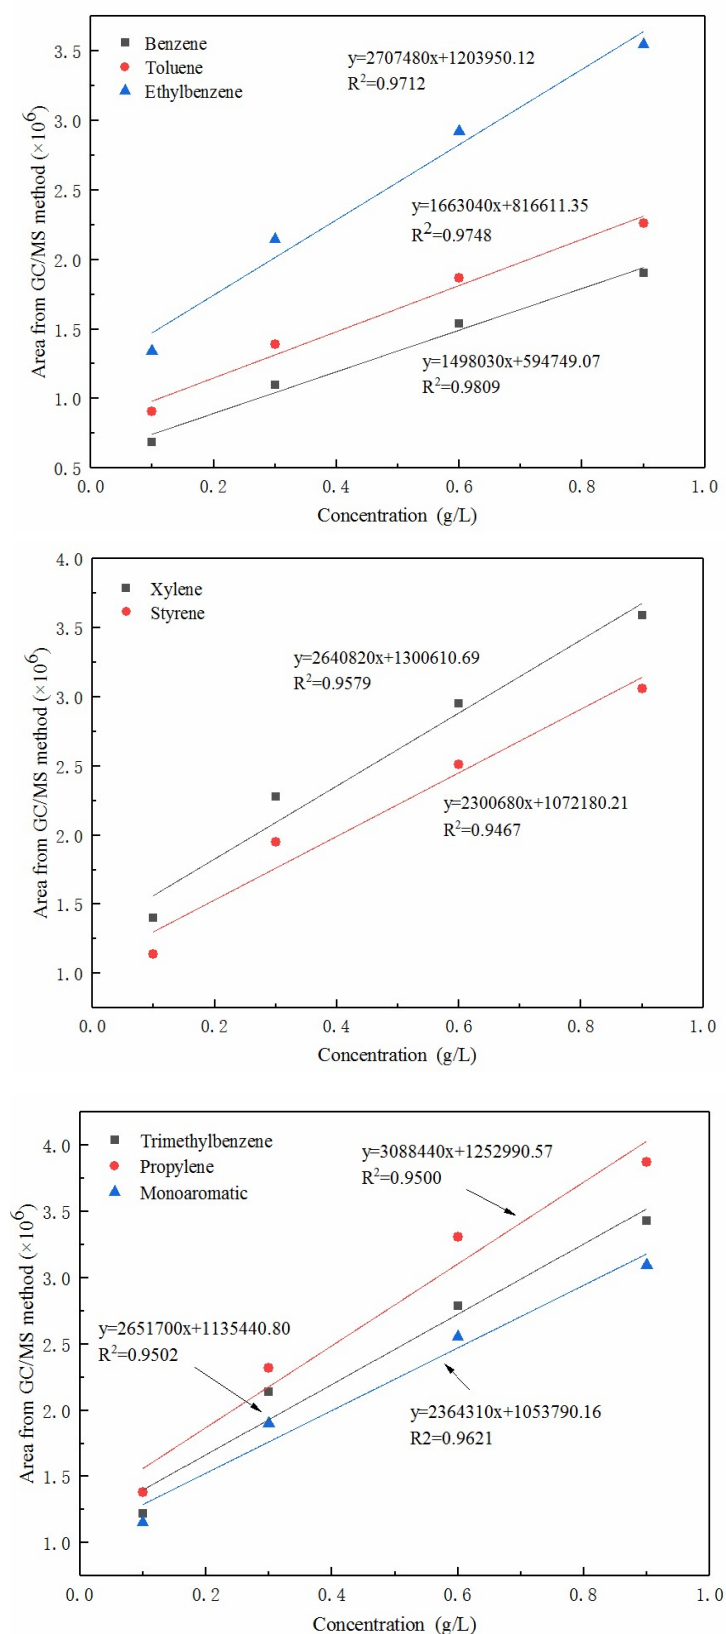 Benzene
Toluene
Ethylbenzene
y=2707480x+1203950.12
R²=0.9712
y=1663040x+816611.35
R²=0.9748
y=1498030x+594749.07
R²=0.9809
3.5
3.0
2.5
2.0
1.5
1.0
0.5
0.0 0.2 0.4 0.6 0.8 1.0
Area from GC/MS method (×10⁶)
Concentration (g/L)
Xylene
Styrene
y=2640820x+1300610.69
R²=0.9579
y=2300680x+1072180.21
R²=0.9467
4.0
3.5
3.0
2.5
2.0
1.5
1.0
0.0 0.2 0.4 0.6 0.8 1.0
Area from GC/MS method (×10⁶)
Concentration (g/L)
Trimethylbenzene
Propylene
Monoaromatic
y=3088440x+1252990.57
R²=0.9500
y=2651700x+1135440.80
R²=0.9502
y=2364310x+1053790.16
R2=0.9621
4.0
3.5
3.0
2.5
2.0
1.5
1.0
0.0 0.2 0.4 0.6 0.8 1.0
Area from GC/MS method (×10⁶)
Concentration (g/L)